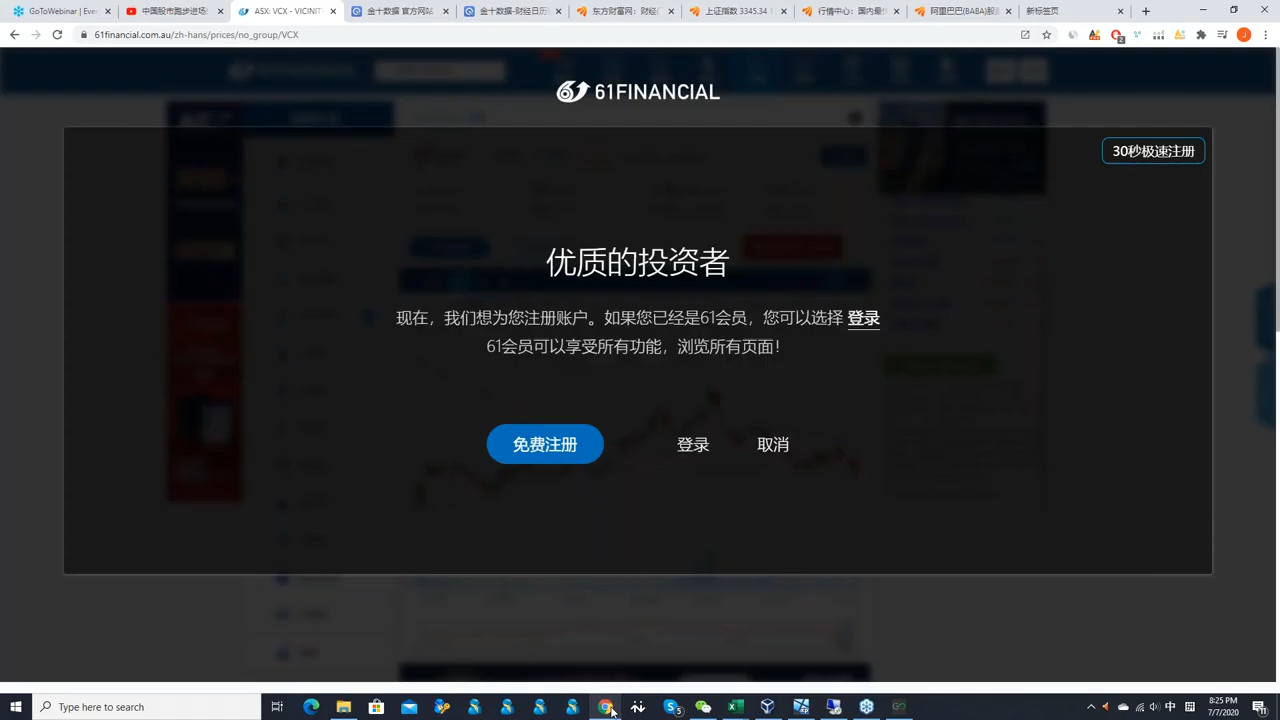 GoToWebinar | Eve
中国股市跑步进场
ASX: VCX - VICINIT
金十数据 官方网站
金十数据-财经日历
东方财富网：财经门
上证指数 3345.34 1
行情中心：国内最
阿里巴巴(BABA)股
新标签页
61financial.com.au/zh-hans/prices/no_group/VCX
61FINANCIAL
30秒极速注册
优质的投资者
现在，我们想为您注册账户。如果您已经是61会员，您可以选择 登录
61会员可以享受所有功能，浏览所有页面！
免费注册
登录
取消
Type here to search
中
8:25 PM
7/7/2020